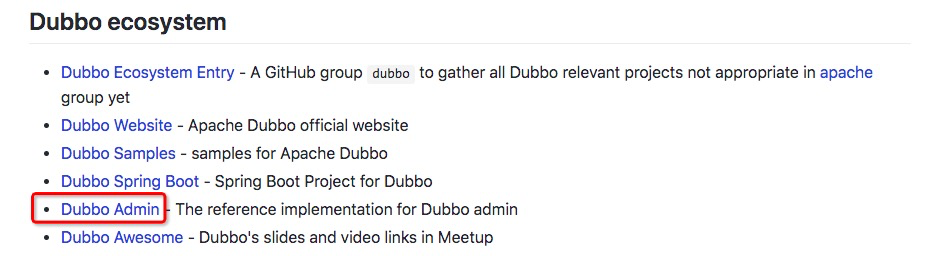 Dubbo ecosystem
• Dubbo Ecosystem Entry - A GitHub group dubbo to gather all Dubbo relevant projects not appropriate in apache
group yet
• Dubbo Website - Apache Dubbo official website
• Dubbo Samples - samples for Apache Dubbo
• Dubbo Spring Boot - Spring Boot Project for Dubbo
• Dubbo Admin - The reference implementation for Dubbo admin
• Dubbo Awesome - Dubbo's slides and video links in Meetup